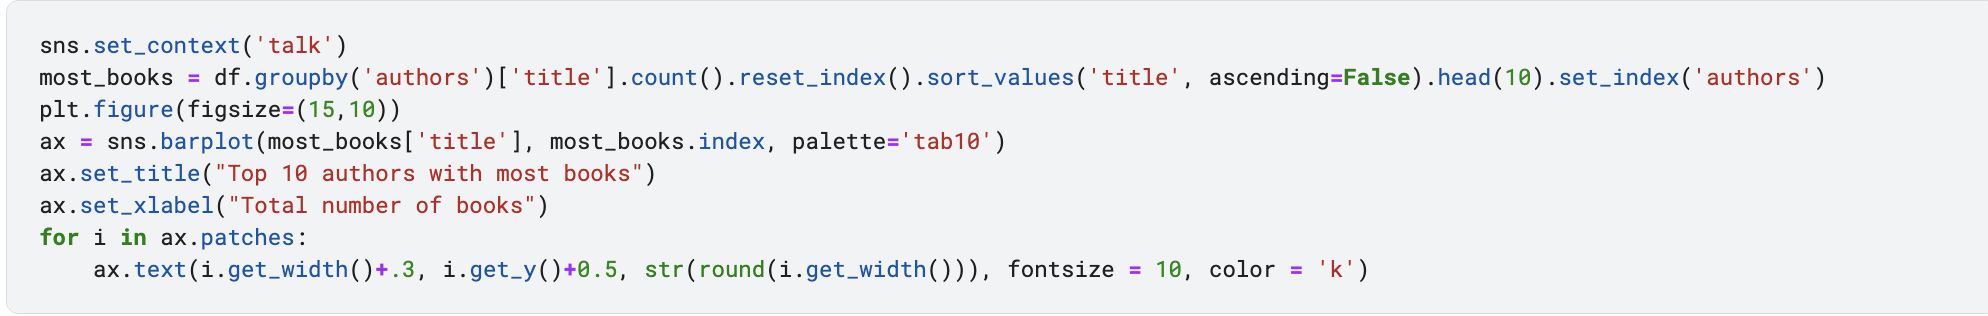 sns.set_context('talk')
most_books = df.groupby('authors')['title'].count().reset_index().sort_values('title', ascending=False).head(10).set_index('authors')
plt.figure(figsize=(15,10))
ax = sns.barplot(most_books['title'], most_books.index, palette='tab10')
ax.set_title("Top 10 authors with most books")
ax.set_xlabel("Total number of books")
for i in ax.patches:
    ax.text(i.get_width()+.3, i.get_y()+0.5, str(round(i.get_width())), fontsize = 10, color = 'k')